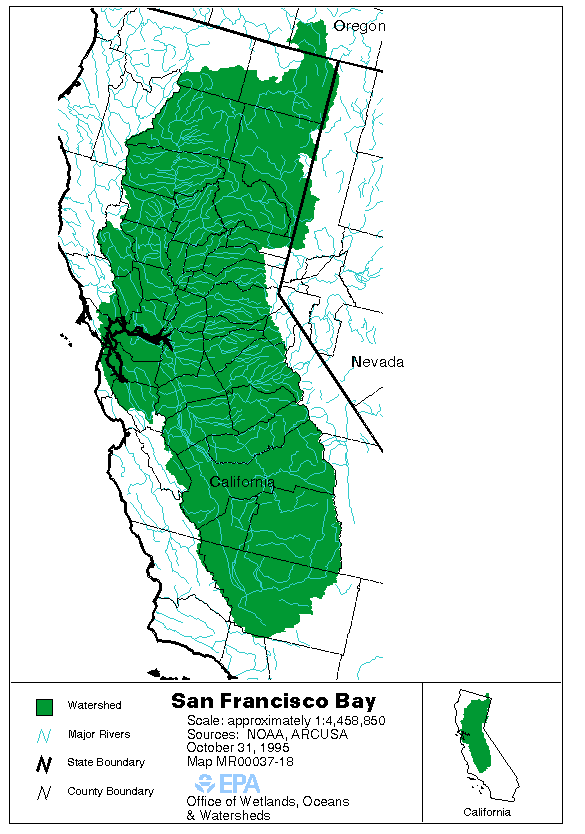 Oregon
Nevada
California
Watershed
Major Rivers
State Boundary
County Boundary
San Francisco Bay
Scale: approximately 1:4,458,850
Sources: NOAA, ARCUSA
October 31, 1995
Map MR00037-18
EPA
Office of Wetlands, Oceans
& Watersheds
California